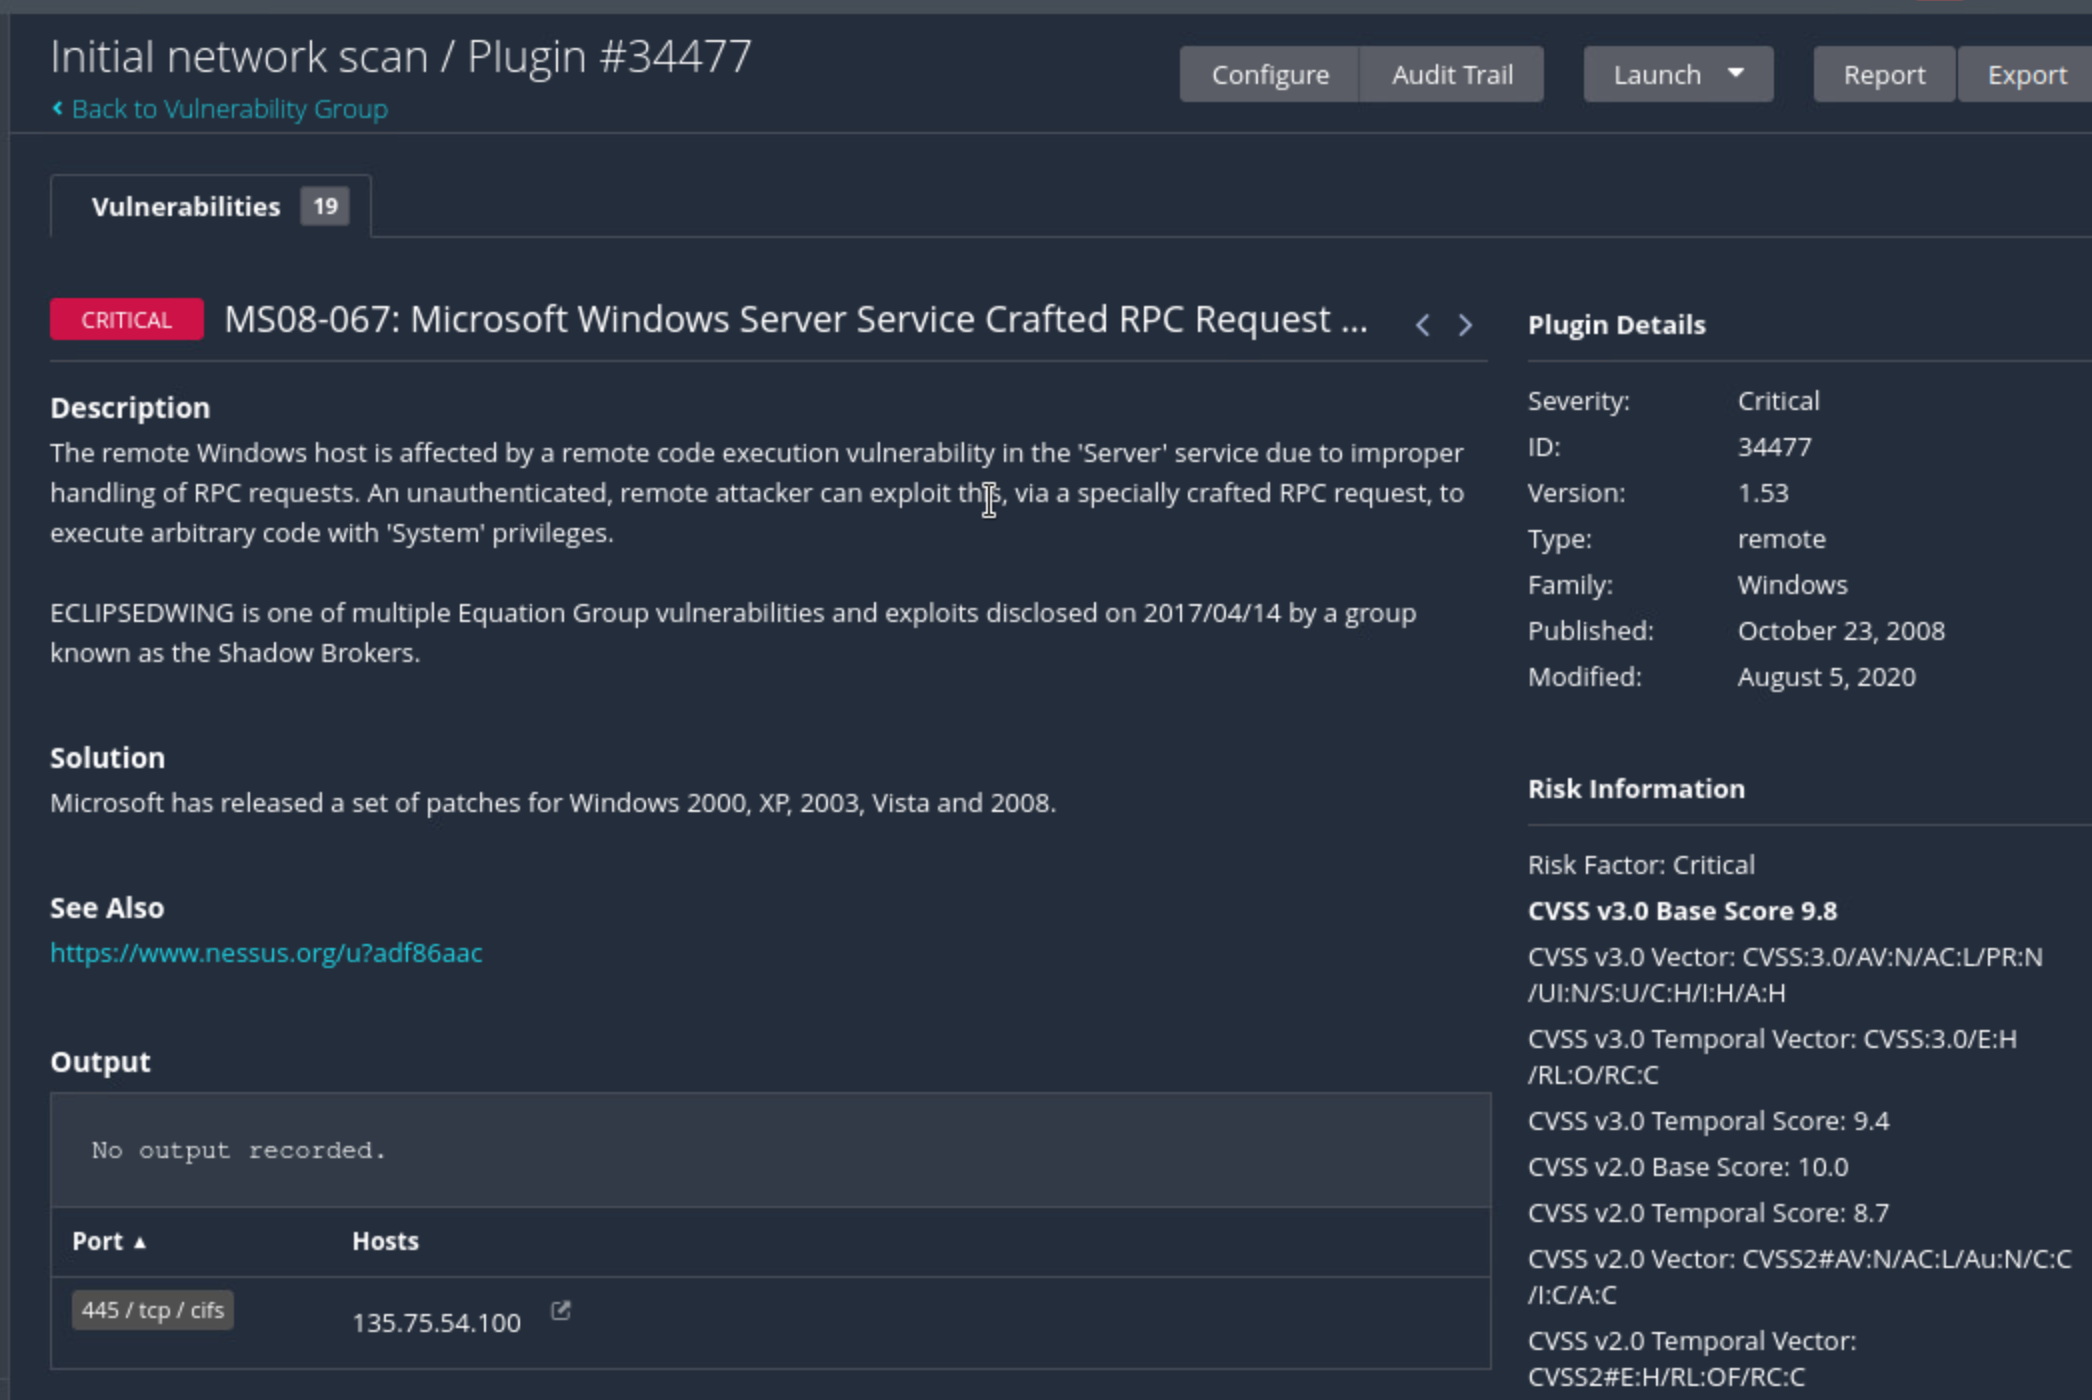 Initial network scan / Plugin #34477
Configure
Audit Trail
Launch
Report
Export
Back to Vulnerability Group
Vulnerabilities 19
CRITICAL MS08-067: Microsoft Windows Server Service Crafted RPC Request ...
Description
The remote Windows host is affected by a remote code execution vulnerability in the 'Server' service due to improper
handling of RPC requests. An unauthenticated, remote attacker can exploit this, via a specially crafted RPC request, to
execute arbitrary code with 'System' privileges.
ECLIPSEDWING is one of multiple Equation Group vulnerabilities and exploits disclosed on 2017/04/14 by a group
known as the Shadow Brokers.
Solution
Microsoft has released a set of patches for Windows 2000, XP, 2003, Vista and 2008.
See Also
https://www.nessus.org/u?adf86aac
Output
No output recorded.
Port ▲ Hosts
445 / tcp / cifs 135.75.54.100
Plugin Details
Severity: Critical
ID: 34477
Version: 1.53
Type: remote
Family: Windows
Published: October 23, 2008
Modified: August 5, 2020
Risk Information
Risk Factor: Critical
CVSS v3.0 Base Score 9.8
CVSS v3.0 Vector: CVSS:3.0/AV:N/AC:L/PR:N
/UI:N/S:U/C:H/I:H/A:H
CVSS v3.0 Temporal Vector: CVSS:3.0/E:H
/RL:O/RC:C
CVSS v3.0 Temporal Score: 9.4
CVSS v2.0 Base Score: 10.0
CVSS v2.0 Temporal Score: 8.7
CVSS v2.0 Vector: CVSS2#AV:N/AC:L/Au:N/C:C
/I:C/A:C
CVSS v2.0 Temporal Vector:
CVSS2#E:H/RL:OF/RC:C